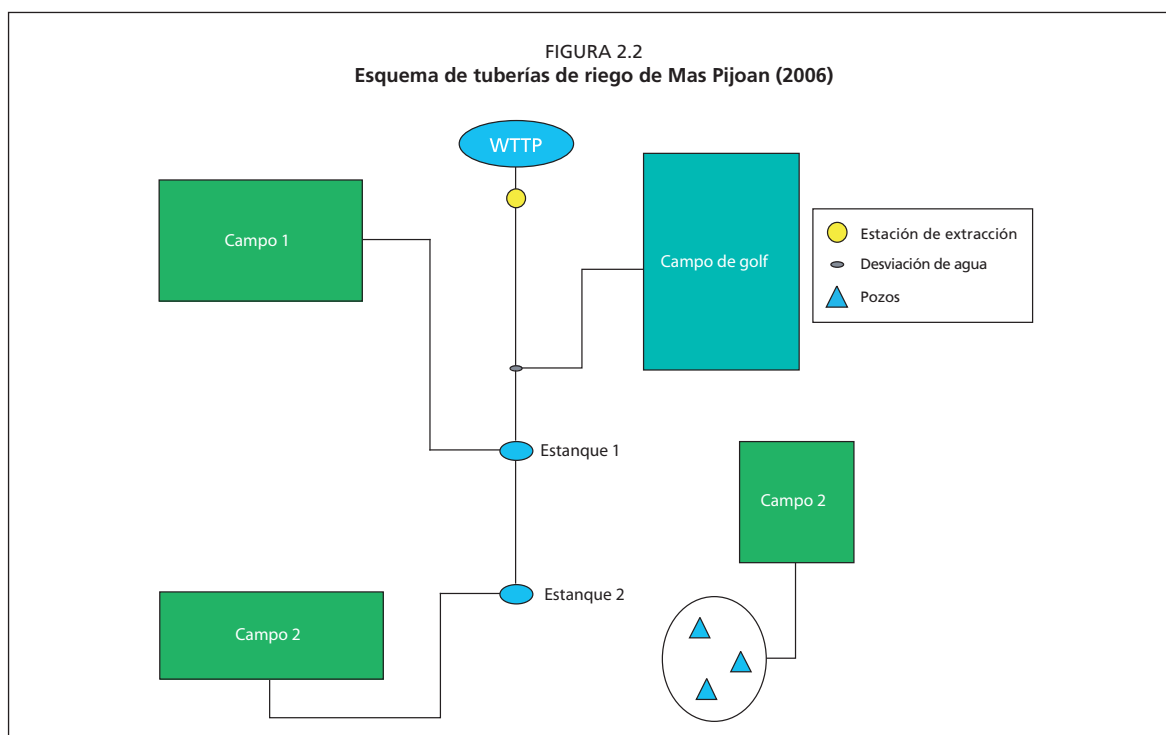 FIGURA 2.2
Esquema de tuberías de riego de Mas Pijoan (2006)
WTTP
Campo 1
Campo de golf
Estación de extracción
Desviación de agua
Pozos
Estanque 1
Campo 2
Estanque 2
Campo 2